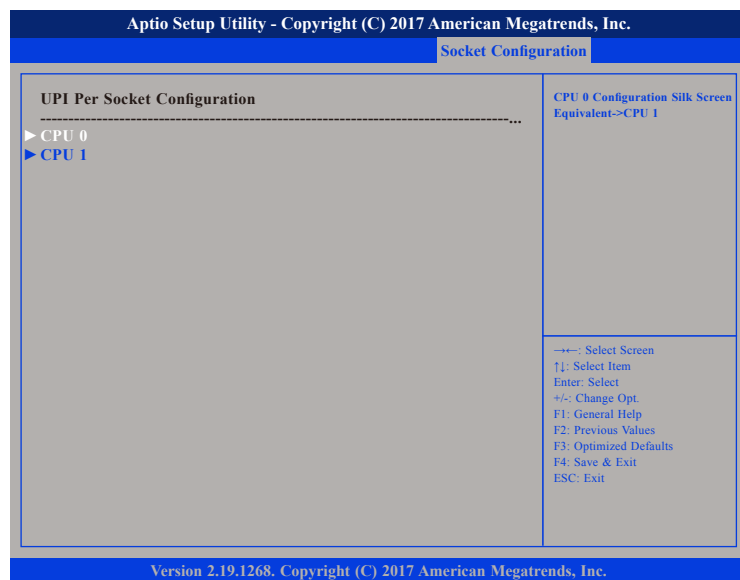 Aptio Setup Utility - Copyright (C) 2017 American Megatrends, Inc.
Socket Configuration
UPI Per Socket Configuration
--------------------------------------------------------------------------------...
► CPU 0
► CPU 1
CPU 0 Configuration Silk Screen
Equivalent->CPU 1
→←: Select Screen
↑↓: Select Item
Enter: Select
+/-: Change Opt.
F1: General Help
F2: Previous Values
F3: Optimized Defaults
F4: Save & Exit
ESC: Exit
Version 2.19.1268. Copyright (C) 2017 American Megatrends, Inc.